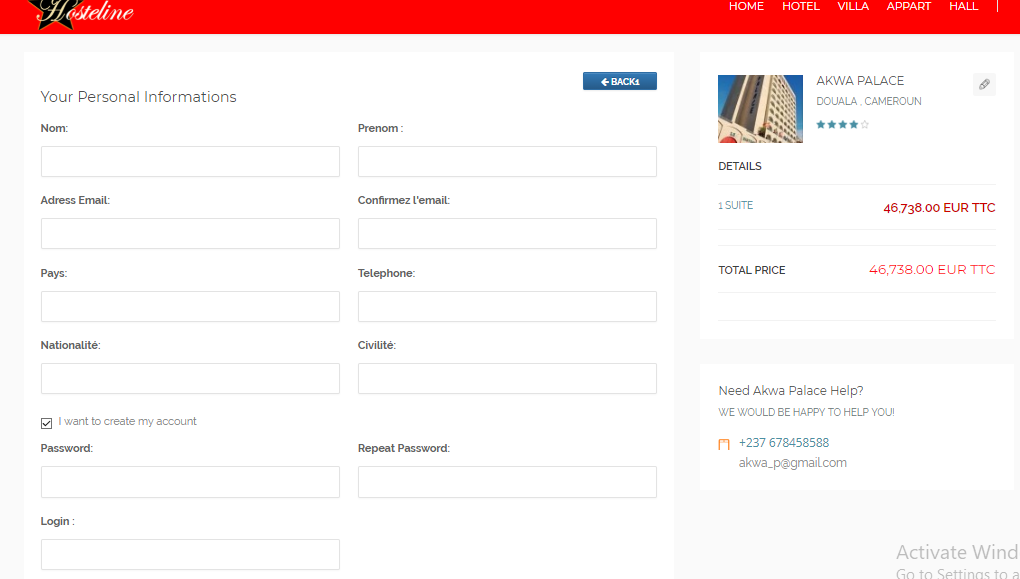 Hosteline
HOME HOTEL VILLA APPART HALL
BACK1
Your Personal Informations
Nom: Prenom :
Adress Email: Confirmez l'email:
Pays: Telephone:
Nationalité: Civilité:
I want to create my account
Password: Repeat Password:
Login :
AKWA PALACE
DOUALA . CAMEROUN
DETAILS
1 SUITE 46,738.00 EUR TTC
TOTAL PRICE 46,738.00 EUR TTC
Need Akwa Palace Help?
WE WOULD BE HAPPY TO HELP YOU!
+237 678458588
akwa_p@gmail.com
Activate Wind
Go to Settings to a